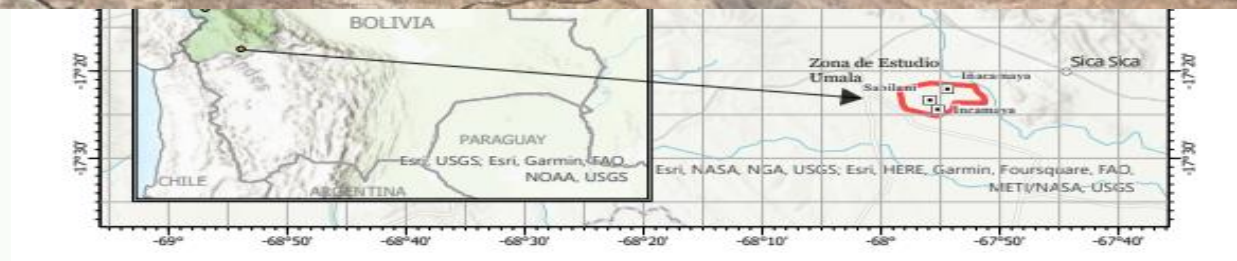 BOLIVIA
Zona de Estudio
Umala
Sica Sica
Iñacamaya
Sabilani
Incamaya
PARAGUAY
Esri, USGS; Esri, Garmin, FAO,
NOAA, USGS
CHILE
ARGENTINA
Esri, NASA, NGA, USGS; Esri, HERE, Garmin, Foursquare, FAO,
METI/NASA, USGS
-17°20'
-17°30'
-17°20'
-17°30'
-69°
-68°50'
-68°40'
-68°30'
-68°20'
-68°10'
-68°
-67°50'
-67°40'